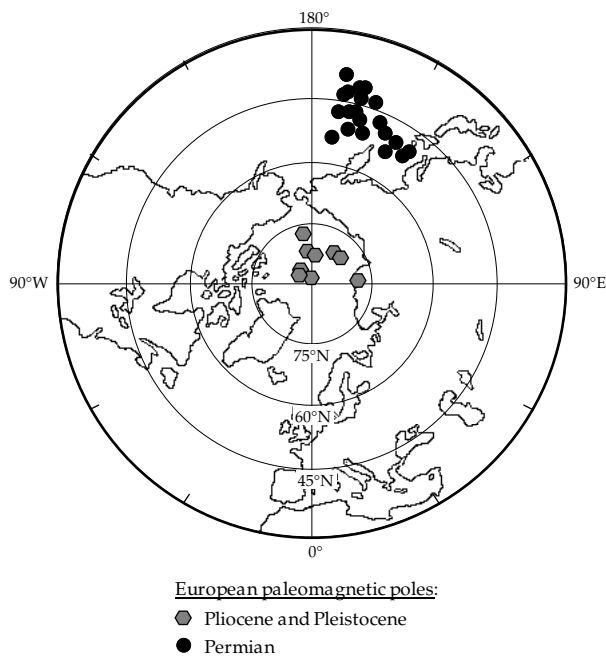 180°
90°W
90°E
75°N
60°N
45°N
0°
European paleomagnetic poles:
Pliocene and Pleistocene
Permian